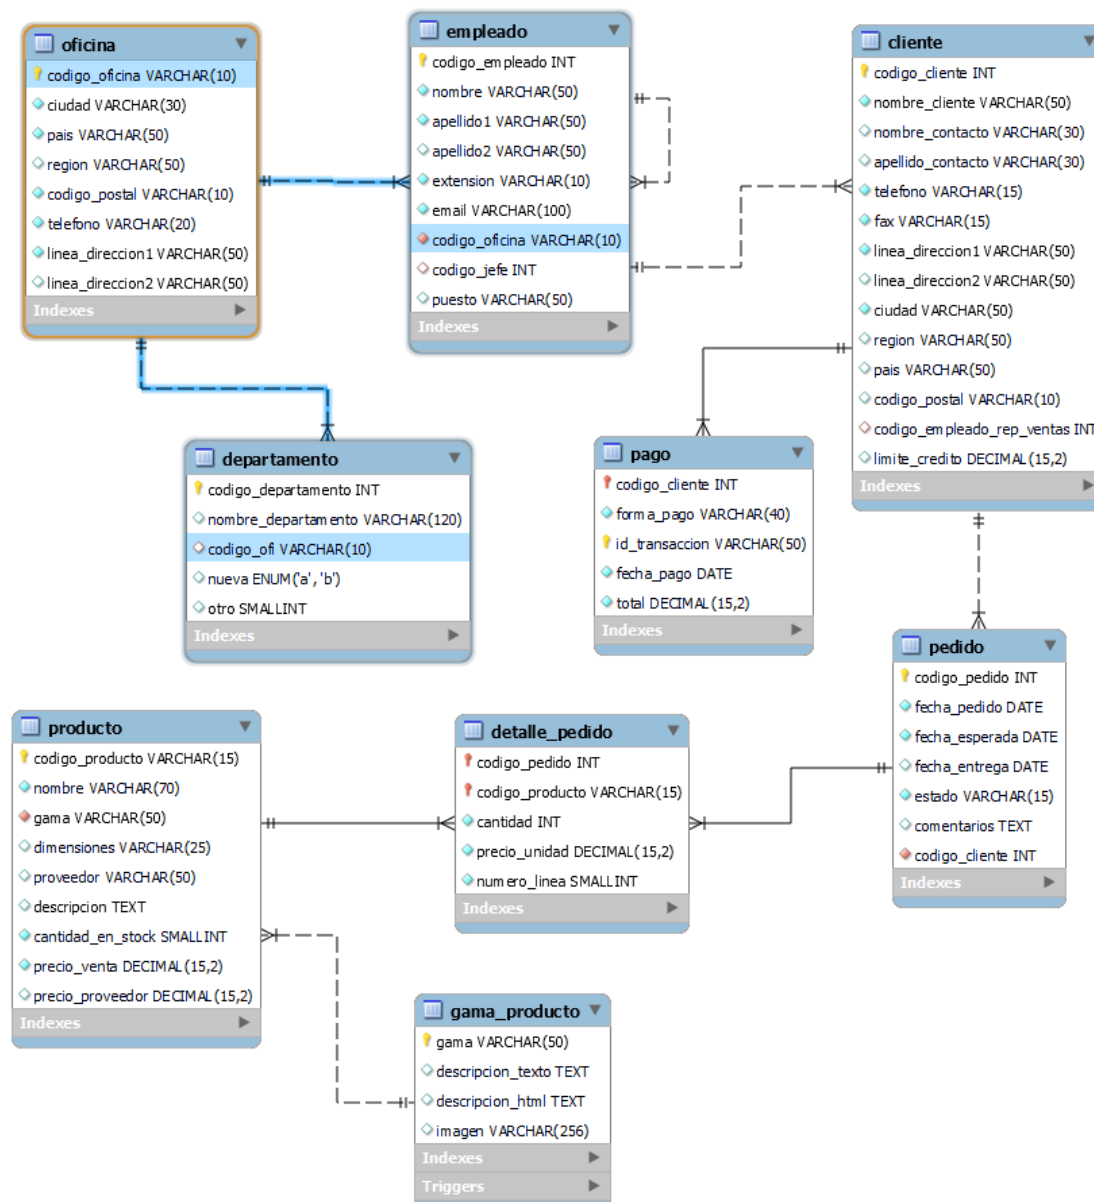 oficina
codigo_oficina VARCHAR(10)
ciudad VARCHAR(30)
pais VARCHAR(50)
region VARCHAR(50)
codigo_postal VARCHAR(10)
telefono VARCHAR(20)
linea_direccion1 VARCHAR(50)
linea_direccion2 VARCHAR(50)
Indexes
empleado
codigo_empleado INT
nombre VARCHAR(50)
apellido1 VARCHAR(50)
apellido2 VARCHAR(50)
extension VARCHAR(10)
email VARCHAR(100)
codigo_oficina VARCHAR(10)
codigo_jefe INT
puesto VARCHAR(50)
Indexes
cliente
codigo_cliente INT
nombre_cliente VARCHAR(50)
nombre_contacto VARCHAR(30)
apellido_contacto VARCHAR(30)
telefono VARCHAR(15)
fax VARCHAR(15)
linea_direccion1 VARCHAR(50)
linea_direccion2 VARCHAR(50)
ciudad VARCHAR(50)
region VARCHAR(50)
pais VARCHAR(50)
codigo_postal VARCHAR(10)
codigo_empleado_rep_ventas INT
limite_credito DECIMAL(15,2)
Indexes
departamento
codigo_departamento INT
nombre_departamento VARCHAR(120)
codigo_ofi VARCHAR(10)
nueva ENUM('a', 'b')
otro SMALLINT
Indexes
pago
codigo_cliente INT
forma_pago VARCHAR(40)
id_transaccion VARCHAR(50)
fecha_pago DATE
total DECIMAL(15,2)
Indexes
pedido
codigo_pedido INT
fecha_pedido DATE
fecha_esperada DATE
fecha_entrega DATE
estado VARCHAR(15)
comentarios TEXT
codigo_cliente INT
Indexes
producto
codigo_producto VARCHAR(15)
nombre VARCHAR(70)
gama VARCHAR(50)
dimensiones VARCHAR(25)
proveedor VARCHAR(50)
descripcion TEXT
cantidad_en_stock SMALLINT
precio_venta DECIMAL(15,2)
precio_proveedor DECIMAL(15,2)
Indexes
detalle_pedido
codigo_pedido INT
codigo_producto VARCHAR(15)
cantidad INT
precio_unidad DECIMAL(15,2)
numero_linea SMALLINT
Indexes
gama_producto
gama VARCHAR(50)
descripcion_texto TEXT
descripcion_html TEXT
imagen VARCHAR(256)
Indexes
Triggers